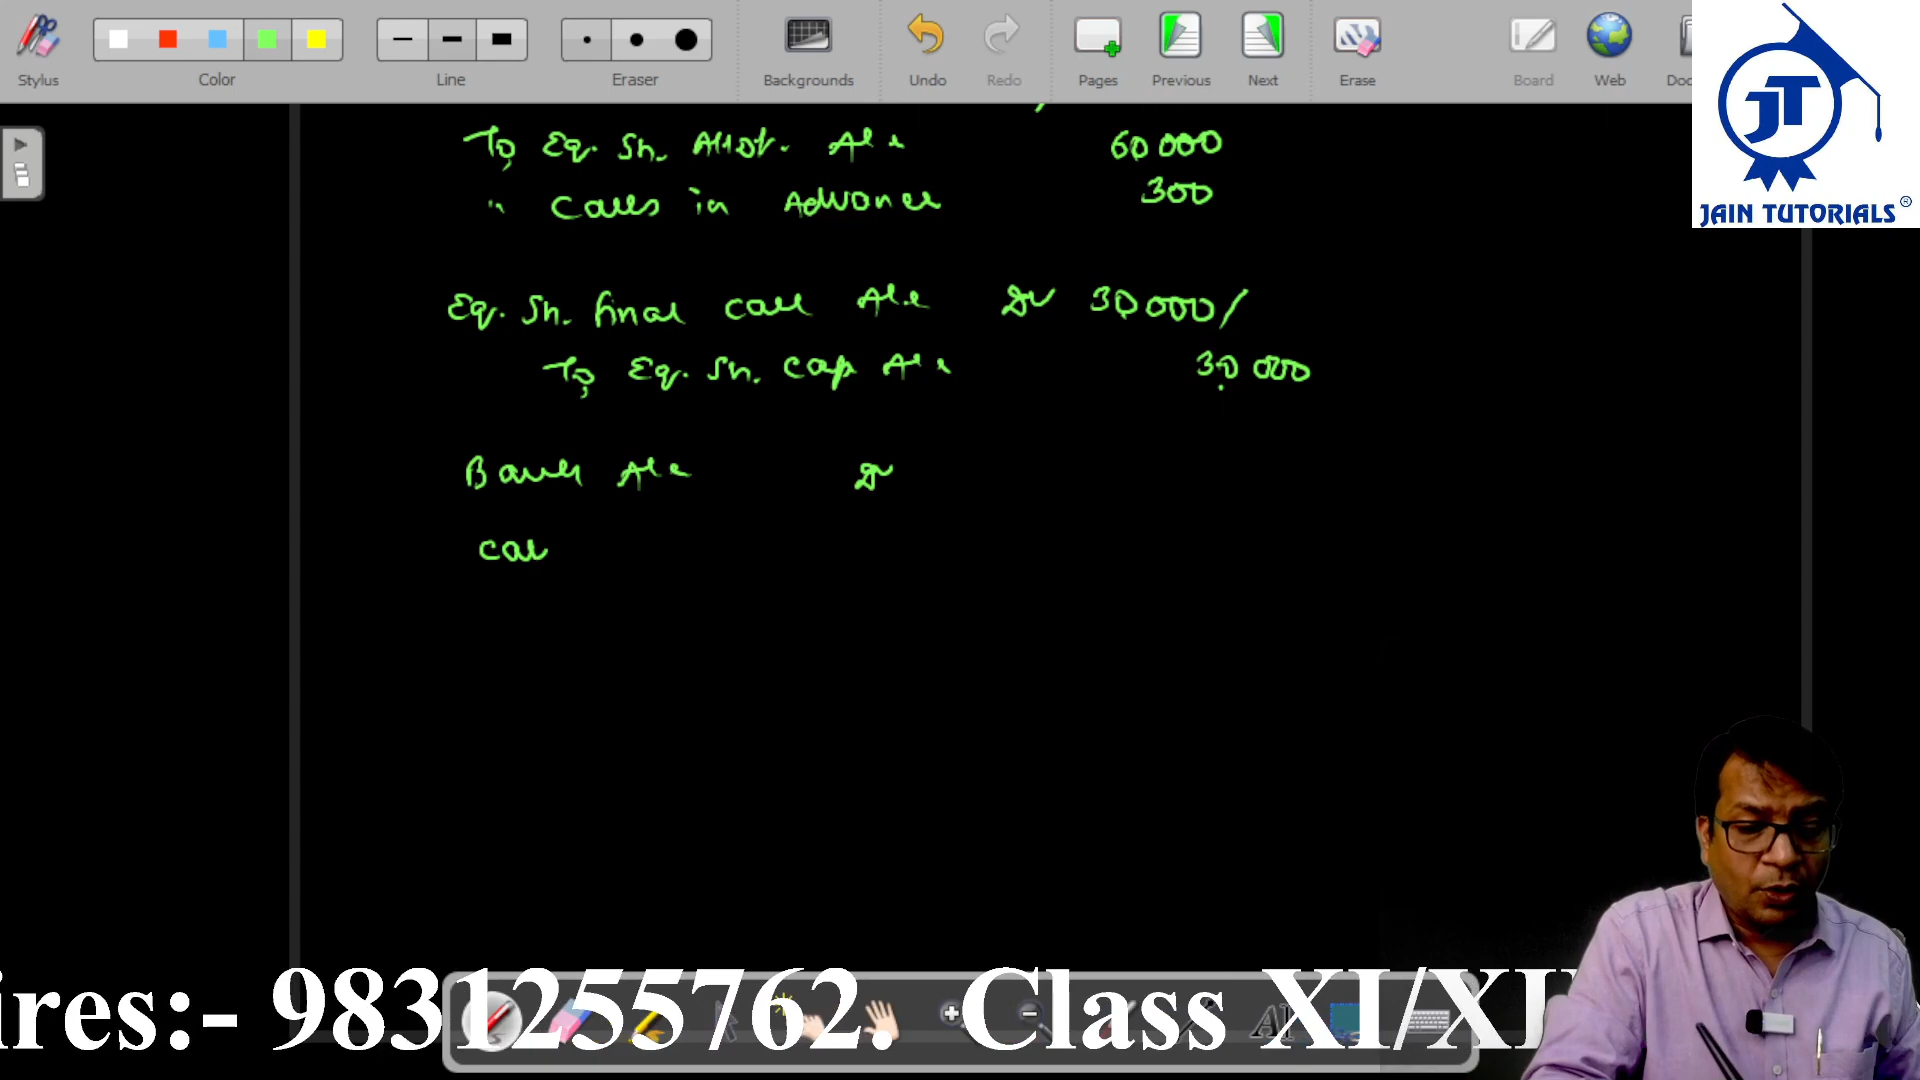 Stylus Color Line Eraser Backgrounds Undo Redo Pages Previous Next Erase Board Web
JT
JAIN TUTORIALS®
To Eq. Sh. Allot. A/c 60000
" Calls in Advance 300
Eq. Sh. final call A/c Dr 30000/
To Eq. Sh. Cap A/c 30000
Bank A/c Dr
cal
ires:- 9831255762. Class XI/XI